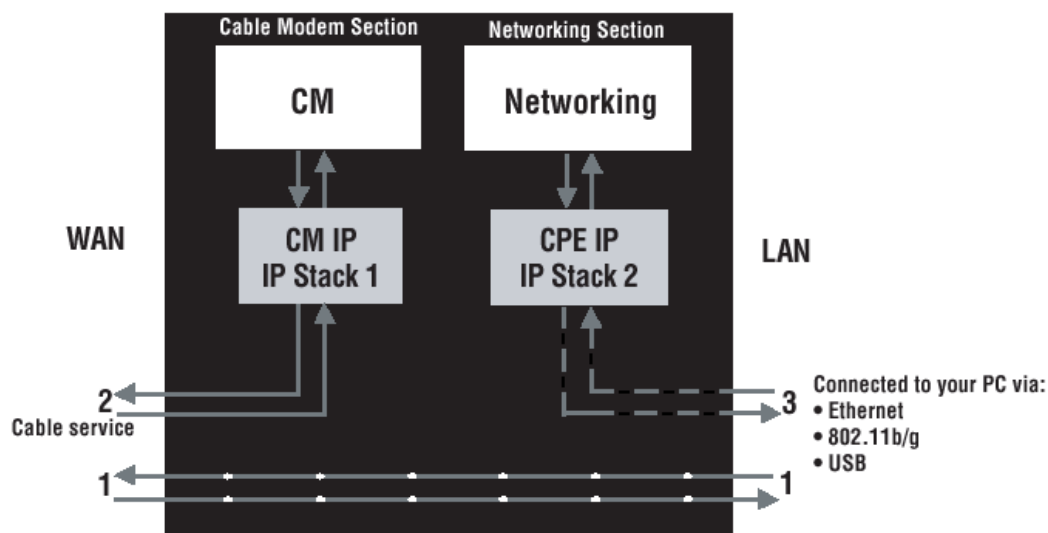 Cable Modem Section
Networking Section
CM
Networking
WAN
CM IP
IP Stack 1
CPE IP
IP Stack 2
LAN
2
Cable service
3
Connected to your PC via:
• Ethernet
• 802.11b/g
• USB
1
1